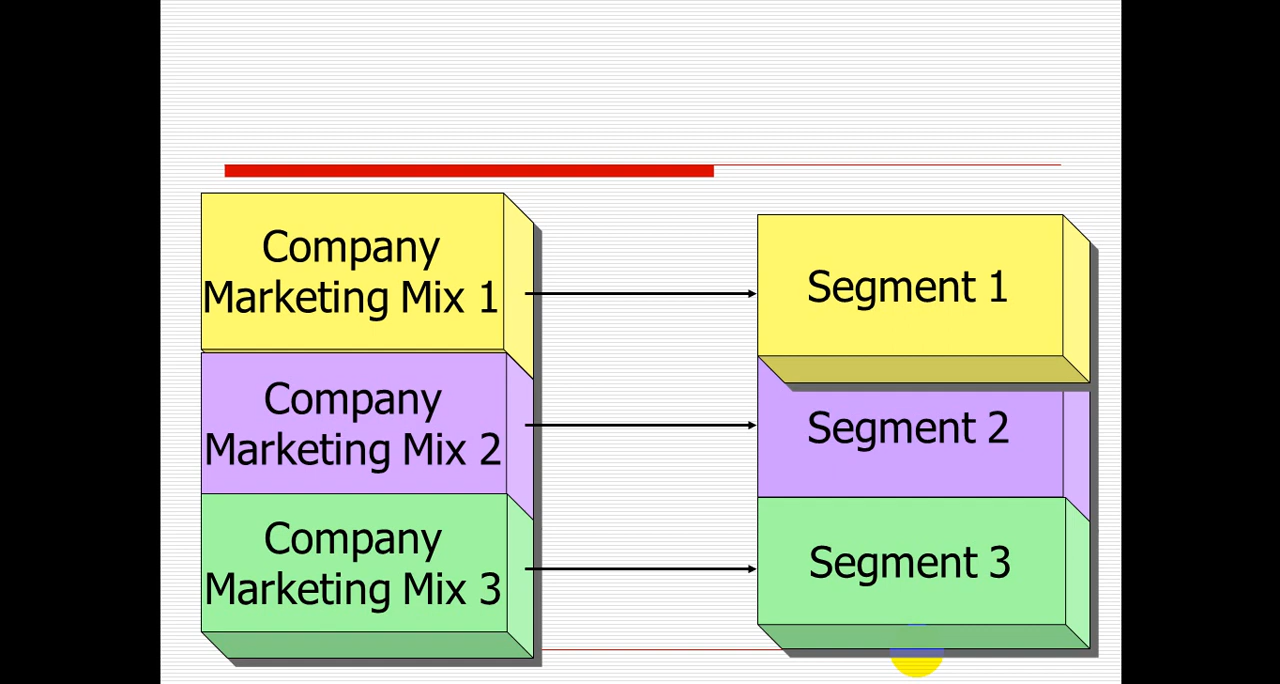 Company
Marketing Mix 1
Segment 1
Company
Marketing Mix 2
Segment 2
Company
Marketing Mix 3
Segment 3